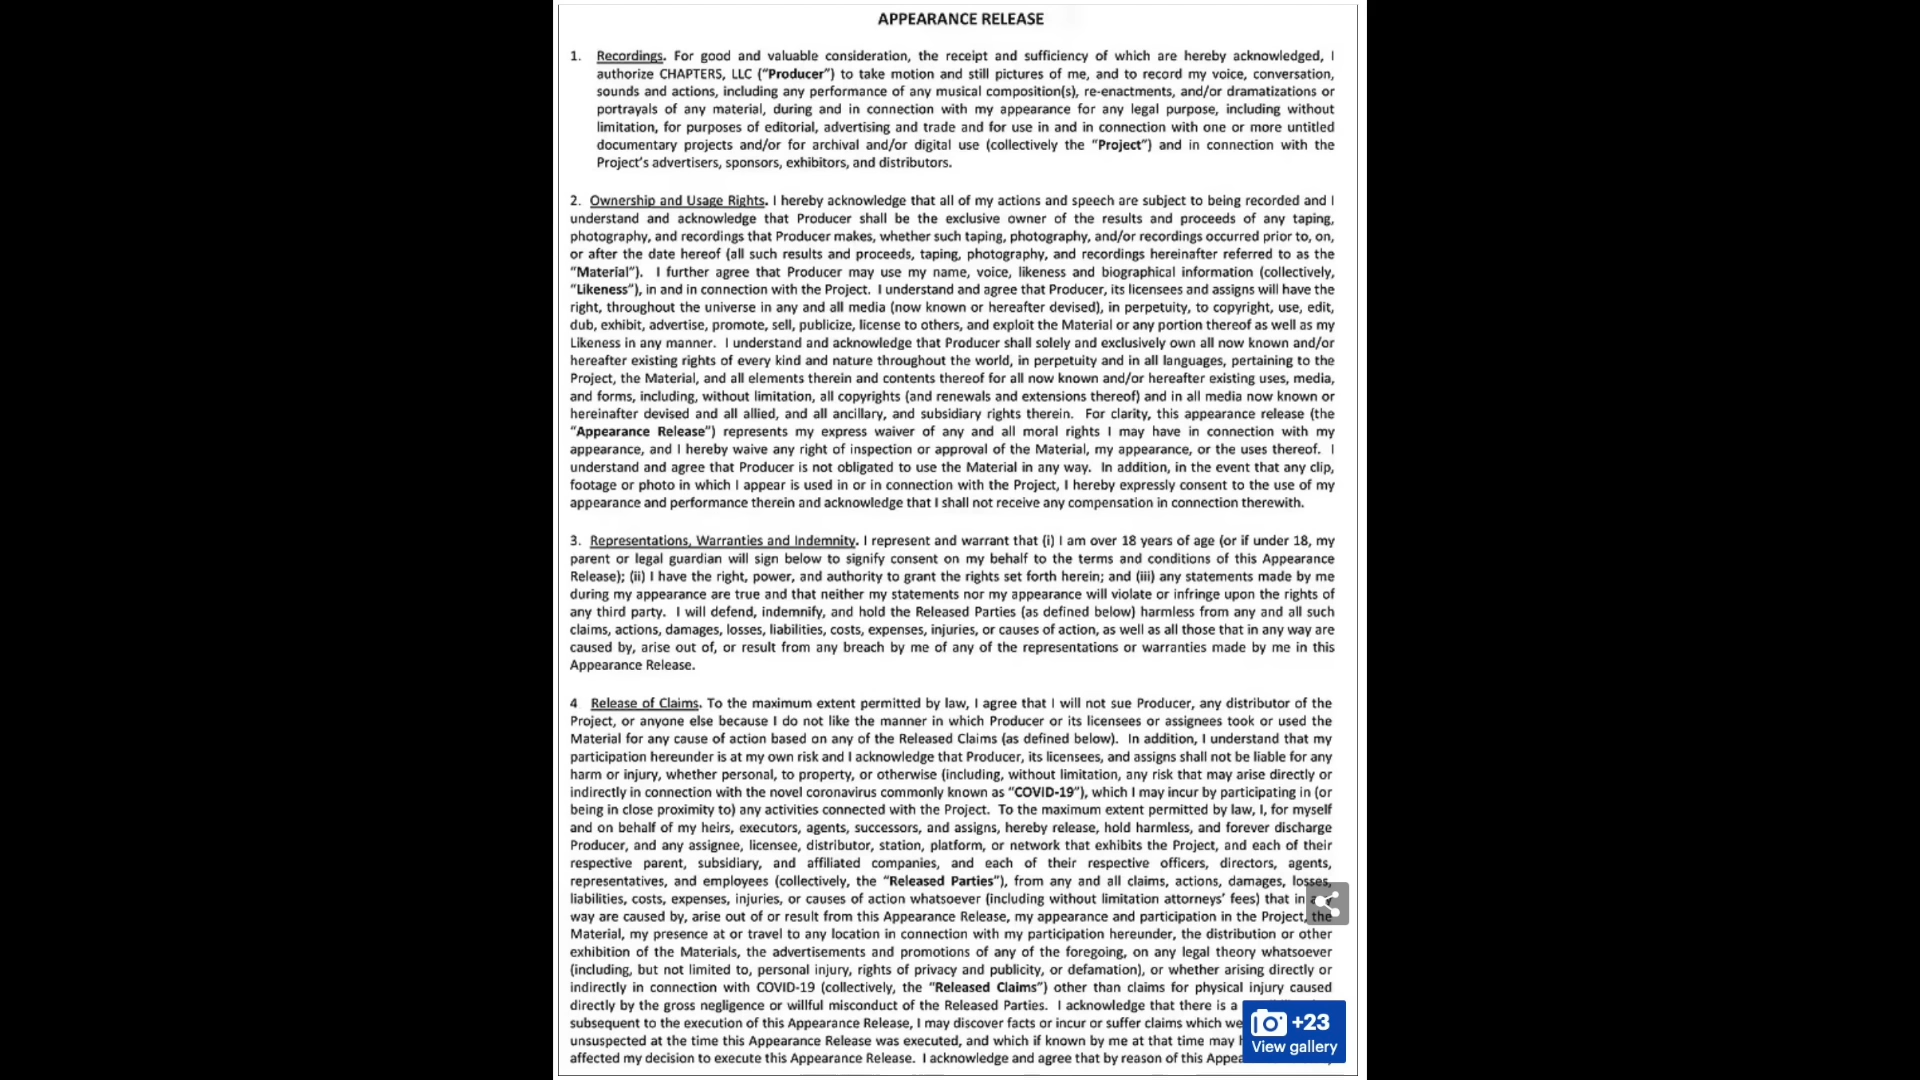 APPEARANCE RELEASE
1. Recordings. For good and valuable consideration, the receipt and sufficiency of which are hereby acknowledged, I
authorize CHAPTERS, LLC (“Producer”) to take motion and still pictures of me, and to record my voice, conversation,
sounds and actions, including any performance of any musical composition(s), re-enactments, and/or dramatizations or
portrayals of any material, during and in connection with my appearance for any legal purpose, including without
limitation, for purposes of editorial, advertising and trade and for use in and in connection with one or more untitled
documentary projects and/or for archival and/or digital use (collectively the “Project”) and in connection with the
Project’s advertisers, sponsors, exhibitors, and distributors.
2. Ownership and Usage Rights. I hereby acknowledge that all of my actions and speech are subject to being recorded and I
understand and acknowledge that Producer shall be the exclusive owner of the results and proceeds of any taping,
photography, and recordings that Producer makes, whether such taping, photography, and/or recordings occurred prior to, on,
or after the date hereof (all such results and proceeds, taping, photography, and recordings hereinafter referred to as the
“Material”). I further agree that Producer may use my name, voice, likeness and biographical information (collectively,
“Likeness”), in and in connection with the Project. I understand and agree that Producer, its licensees and assigns will have the
right, throughout the universe in any and all media (now known or hereafter devised), in perpetuity, to copyright, use, edit,
dub, exhibit, advertise, promote, sell, publicize, license to others, and exploit the Material or any portion thereof as well as my
Likeness in any manner. I understand and acknowledge that Producer shall solely and exclusively own all now known and/or
hereafter existing rights of every kind and nature throughout the world, in perpetuity and in all languages, pertaining to the
Project, the Material, and all elements therein and contents thereof for all now known and/or hereafter existing uses, media,
and forms, including, without limitation, all copyrights (and renewals and extensions thereof) and in all media now known or
hereinafter devised and all allied, and all ancillary, and subsidiary rights therein. For clarity, this appearance release (the
“Appearance Release”) represents my express waiver of any and all moral rights I may have in connection with my
appearance, and I hereby waive any right of inspection or approval of the Material, my appearance, or the uses thereof. I
understand and agree that Producer is not obligated to use the Material in any way. In addition, in the event that any clip,
footage or photo in which I appear is used in or in connection with the Project, I hereby expressly consent to the use of my
appearance and performance therein and acknowledge that I shall not receive any compensation in connection therewith.
3. Representations, Warranties and Indemnity. I represent and warrant that (i) I am over 18 years of age (or if under 18, my
parent or legal guardian will sign below to signify consent on my behalf to the terms and conditions of this Appearance
Release); (ii) I have the right, power, and authority to grant the rights set forth herein; and (iii) any statements made by me
during my appearance are true and that neither my statements nor my appearance will violate or infringe upon the rights of
any third party. I will defend, indemnify, and hold the Released Parties (as defined below) harmless from any and all such
claims, actions, damages, losses, liabilities, costs, expenses, injuries, or causes of action, as well as all those that in any way are
caused by, arise out of, or result from any breach by me of any of the representations or warranties made by me in this
Appearance Release.
4 Release of Claims. To the maximum extent permitted by law, I agree that I will not sue Producer, any distributor of the
Project, or anyone else because I do not like the manner in which Producer or its licensees or assignees took or used the
Material for any cause of action based on any of the Released Claims (as defined below). In addition, I understand that my
participation hereunder is at my own risk and I acknowledge that Producer, its licensees, and assigns shall not be liable for any
harm or injury, whether personal, to property, or otherwise (including, without limitation, any risk that may arise directly or
indirectly in connection with the novel coronavirus commonly known as “COVID-19”), which I may incur by participating in (or
being in close proximity to) any activities connected with the Project. To the maximum extent permitted by law, I, for myself
and on behalf of my heirs, executors, agents, successors, and assigns, hereby release, hold harmless, and forever discharge
Producer, and any assignee, licensee, distributor, station, platform, or network that exhibits the Project, and each of their
respective parent, subsidiary, and affiliated companies, and each of their respective officers, directors, agents,
representatives, and employees (collectively, the “Released Parties”), from any and all claims, actions, damages, losses,
liabilities, costs, expenses, injuries, or causes of action whatsoever (including without limitation attorneys’ fees) that in
way are caused by, arise out of or result from this Appearance Release, my appearance and participation in the Project, the
Material, my presence at or travel to any location in connection with my participation hereunder, the distribution or other
exhibition of the Materials, the advertisements and promotions of any of the foregoing, on any legal theory whatsoever
(including, but not limited to, personal injury, rights of privacy and publicity, or defamation), or whether arising directly or
indirectly in connection with COVID-19 (collectively, the “Released Claims”) other than claims for physical injury caused
directly by the gross negligence or willful misconduct of the Released Parties. I acknowledge that there is a
subsequent to the execution of this Appearance Release, I may discover facts or incur or suffer claims which
unsuspected at the time this Appearance Release was executed, and which if known by me at that time may
affected my decision to execute this Appearance Release. I acknowledge and agree that by reason of this
+23
View gallery